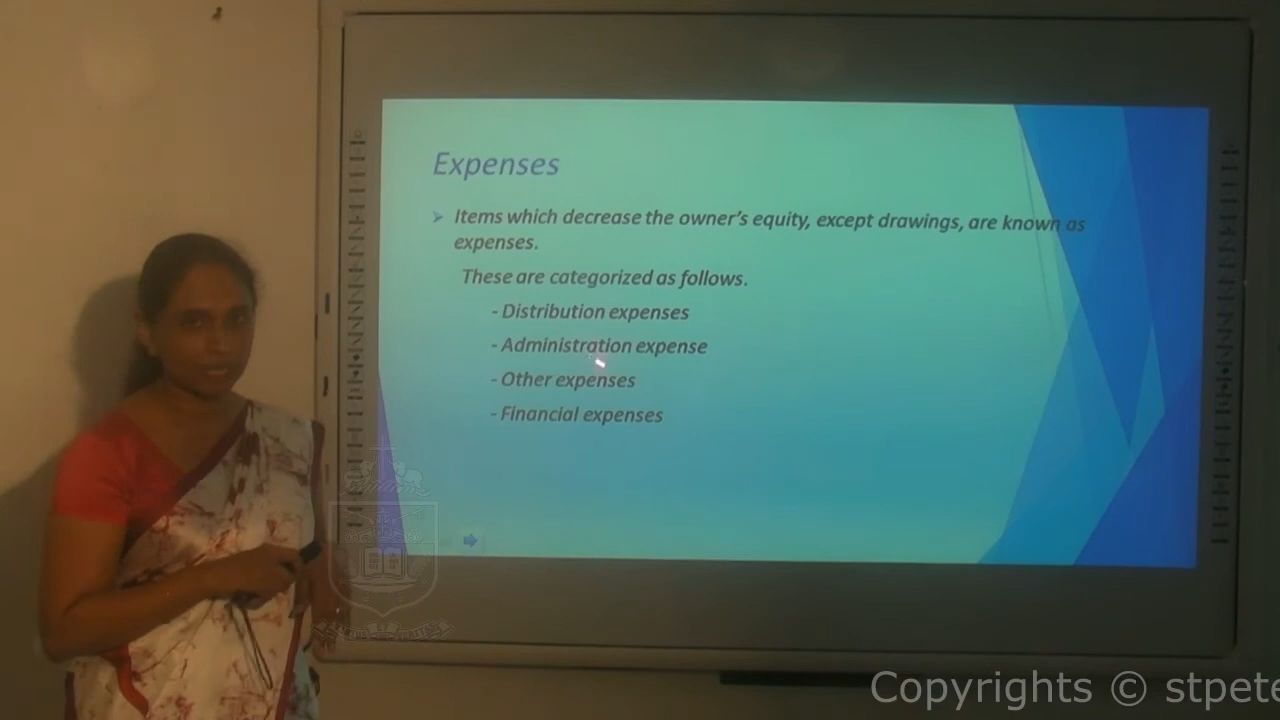 Expenses
Items which decrease the owner's equity, except drawings, are known as
expenses.
These are categorized as follows.
- Distribution expenses
- Administration expense
- Other expenses
- Financial expenses
Copyrights © stpete